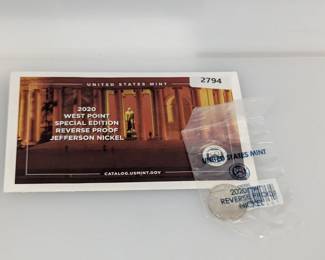 UNITED STATES MINT
2794
2020
WEST POINT
SPECIAL EDITION
REVERSE PROOF
JEFFERSON NICKEL
CATALOG.USMINT.GOV
UNITED STATES MINT
2020 W
REVERSE PROOF
NICKEL